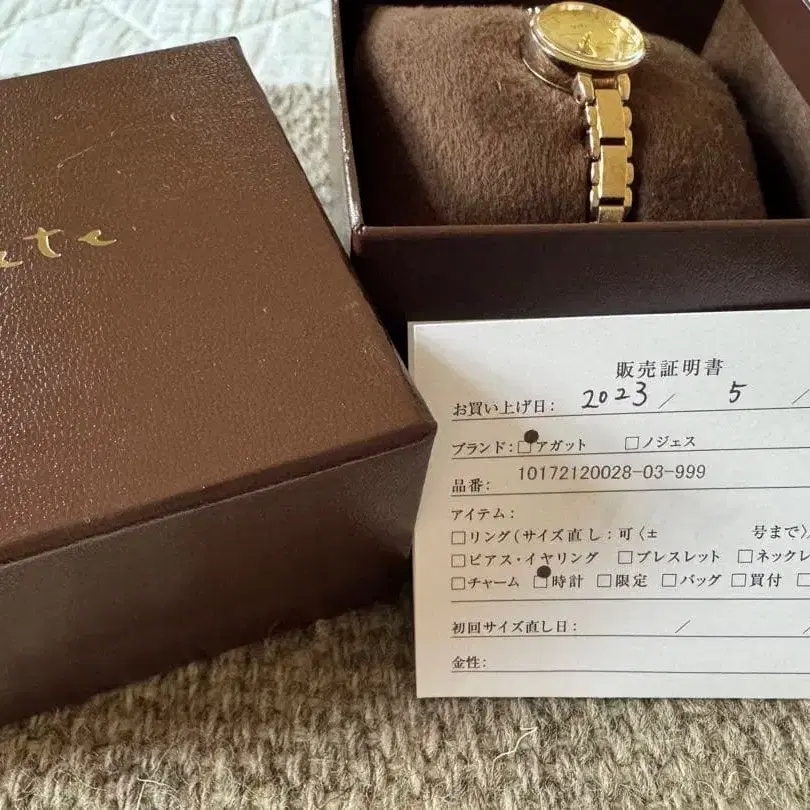 ate
販売証明書
お買い上げ日: 2023 / 5 /
ブランド: □アガット □ノジェス
品番: 10172120028-03-999
アイテム:
□リング(サイズ直し:可〈± 号まで〉
□ピアス・イヤリング □ブレスレット □ネックレ
□チャーム □時計 □限定 □バッグ □買付 □
初回サイズ直し日: / /
金性: